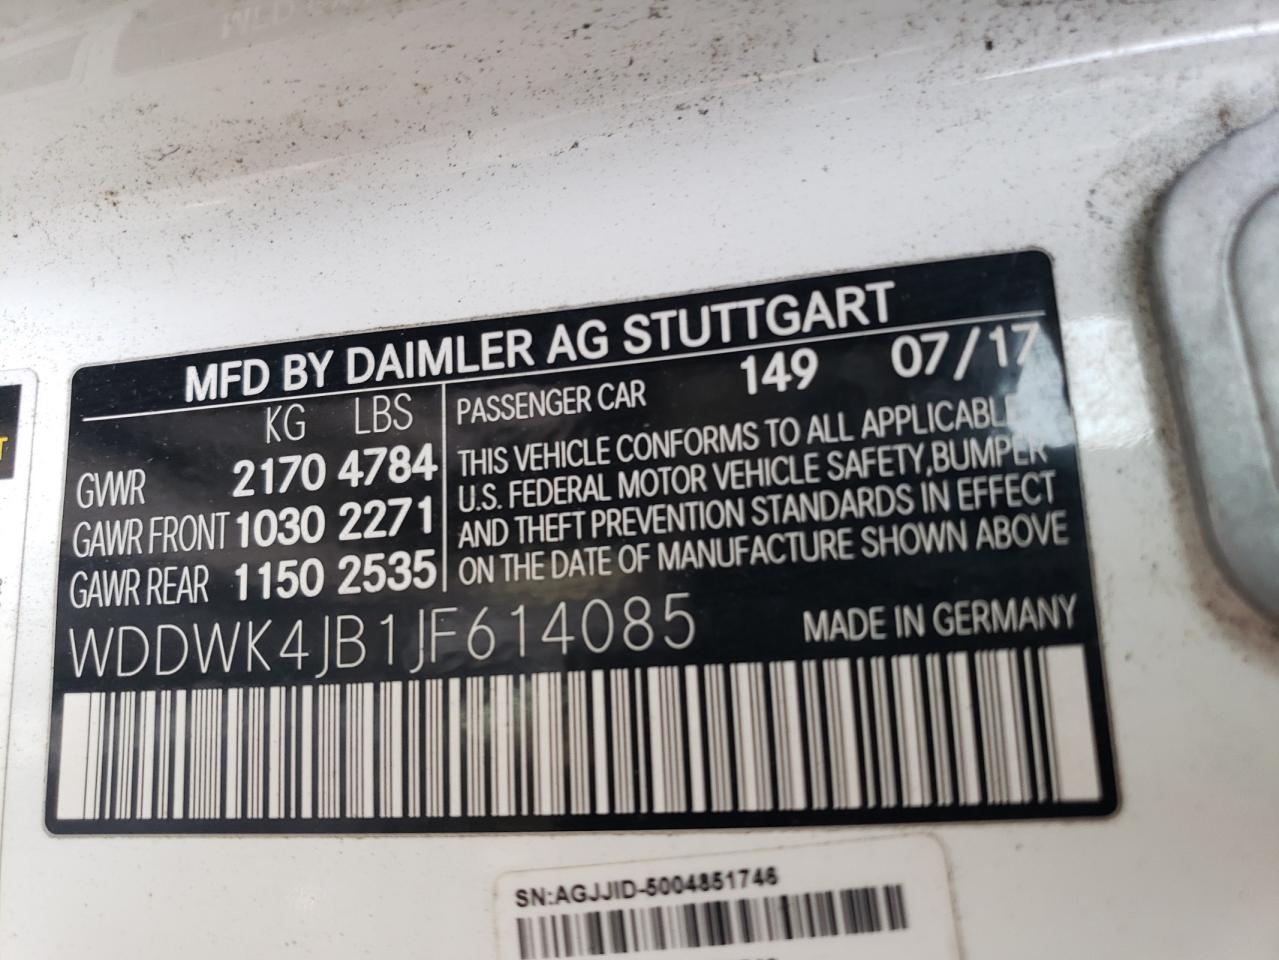 MFD BY DAIMLER AG STUTTGART
KG LBS
GVWR 2170 4784
GAWR FRONT 1030 2271
GAWR REAR 1150 2535
PASSENGER CAR 149 07/17
THIS VEHICLE CONFORMS TO ALL APPLICABLE
U.S. FEDERAL MOTOR VEHICLE SAFETY,BUMPER
AND THEFT PREVENTION STANDARDS IN EFFECT
ON THE DATE OF MANUFACTURE SHOWN ABOVE
WDDWK4JB1JF614085 MADE IN GERMANY
SN:AGJJID-5004851746